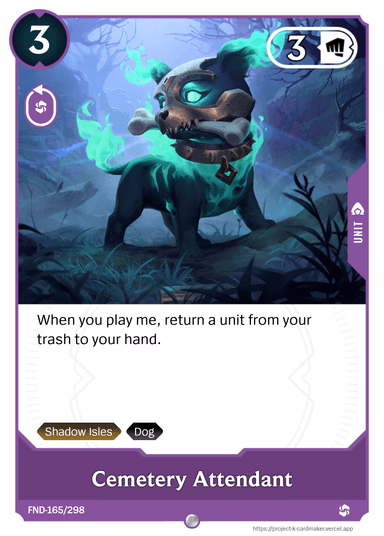 3
3
UNIT
When you play me, return a unit from your
trash to your hand.
Shadow Isles
Dog
Cemetery Attendant
FND-165/298
https://project-k-cardmaker.vercel.app